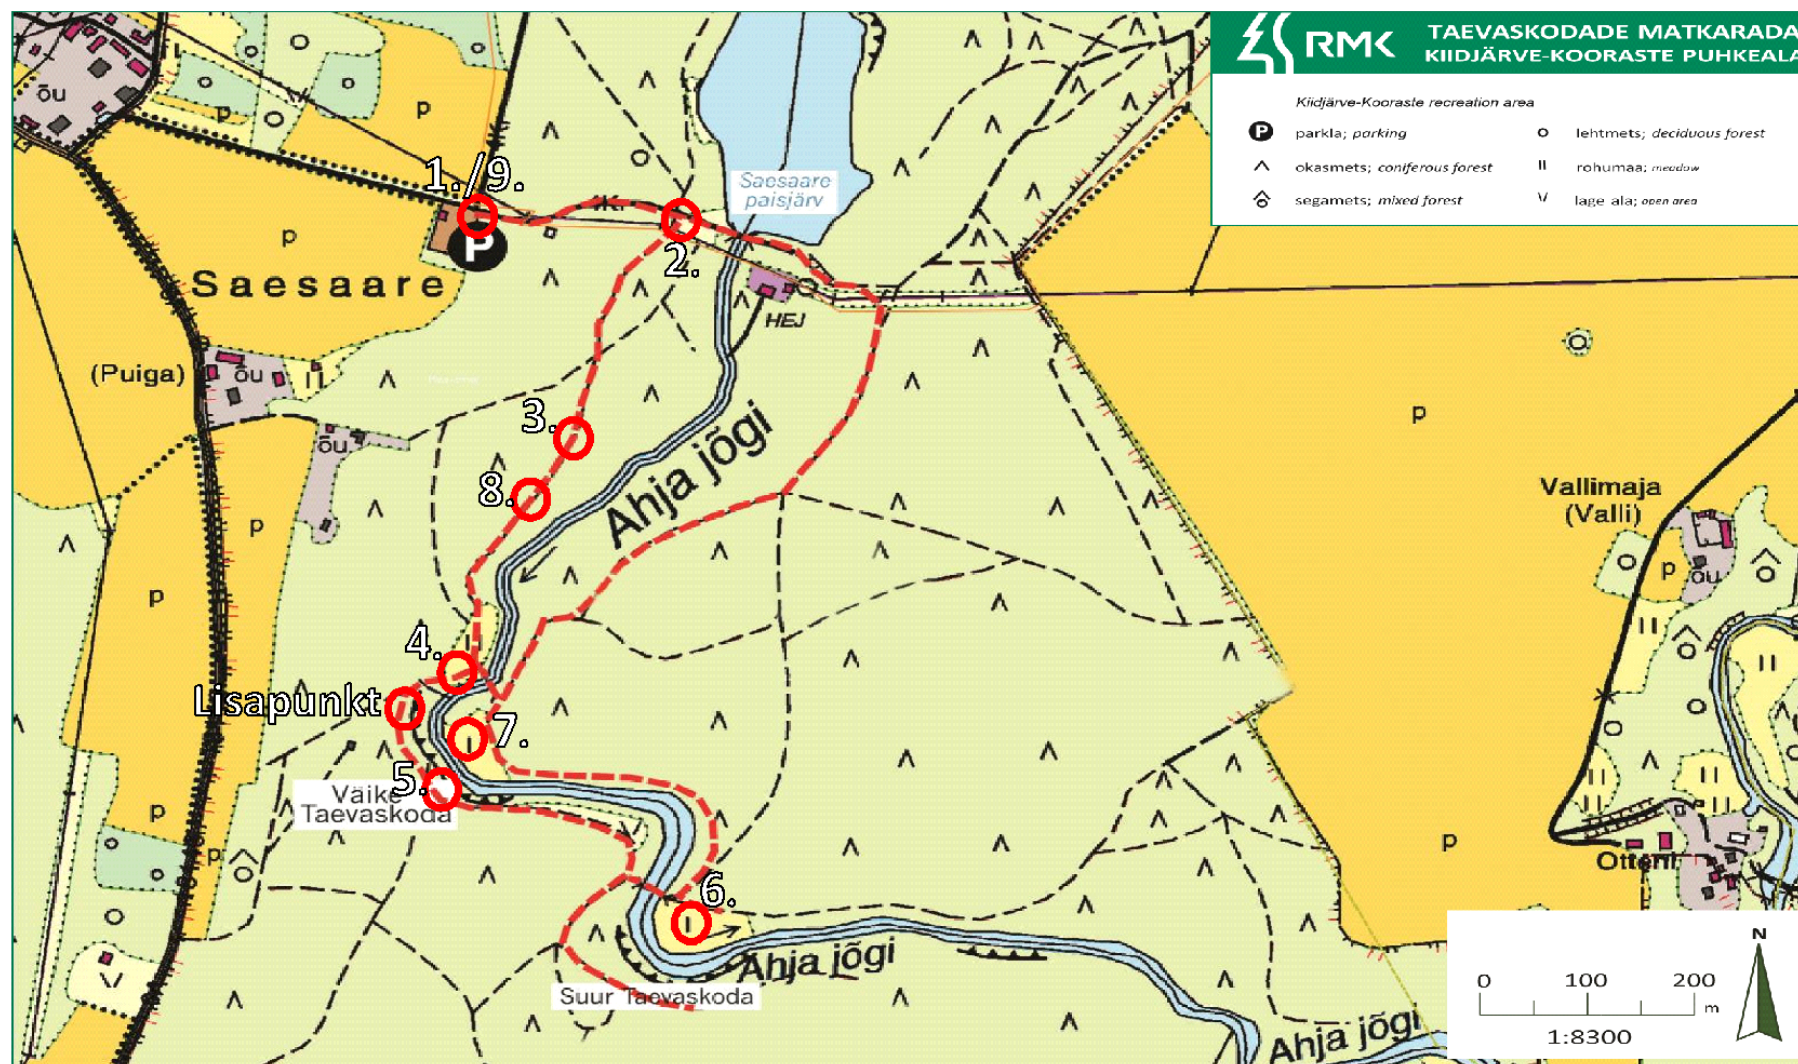 RMK
TAEVASKODADE MATKARADA
KIIDJÄRVE-KOORASTE PUHKEALA
Kiidjärve-Kooraste recreation area
P parkla; parking
lehtmets; deciduous forest
okasmets; coniferous forest
rohumaa; meadow
segamets; mixed forest
lage ala; open area
õu
p
p
1./9.
P
Saesaare
paisjärv
2.
p
Saesaare
HEJ
(Puiga)
õu
õu
3.
p
8.
Ahja jõgi
Vallimaja
(Valli)
p
p
õu
p
4.
Lisapunkt
7.
5.
Väike
Taevaskoda
p
p
p
Otteni
6.
Ahja jõgi
Suur Taevaskoda
Ahja jõgi
N
0 100 200
m
1:8300